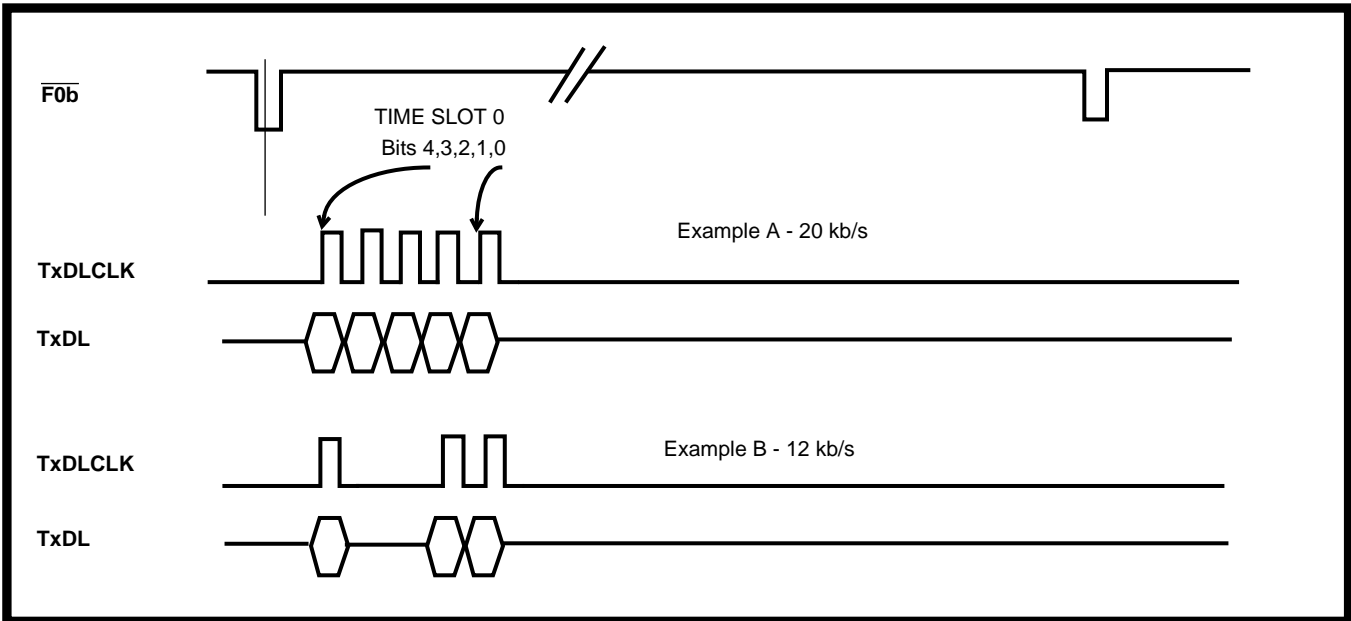 F0b
TIME SLOT 0
Bits 4,3,2,1,0
Example A - 20 kb/s
TxDLCLK
TxDL
Example B - 12 kb/s
TxDLCLK
TxDL